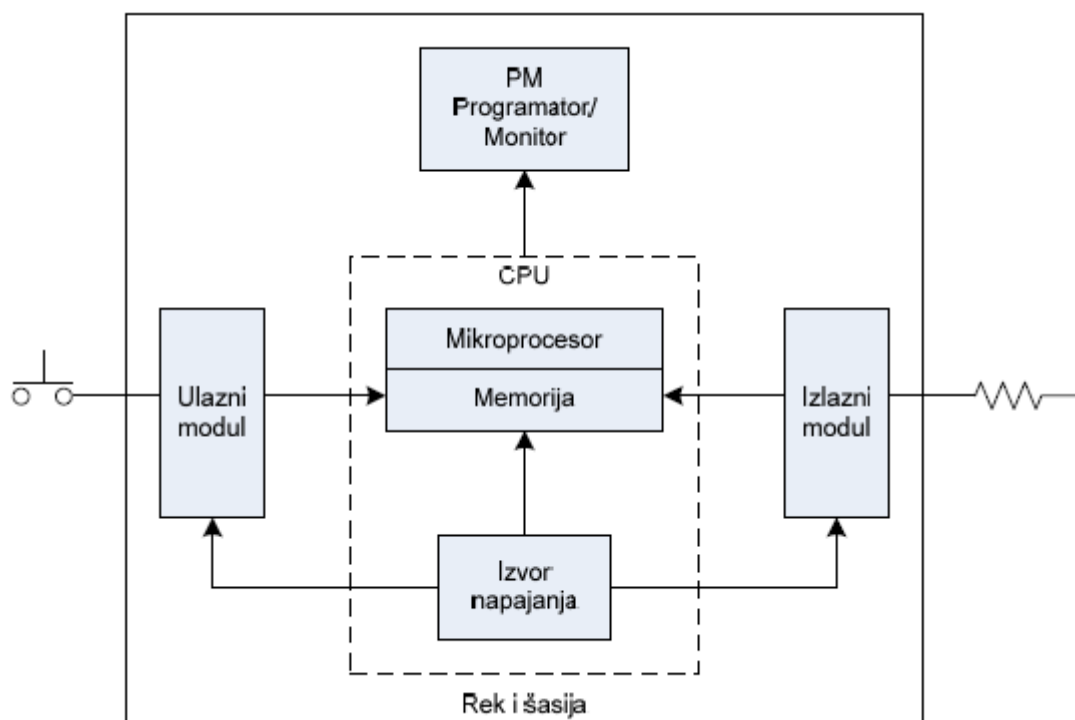 PM
Programator/
Monitor
CPU
Mikroprocesor
Memorija
Ulazni
modul
Izlazni
modul
Izvor
napajanja
Rek i šasija